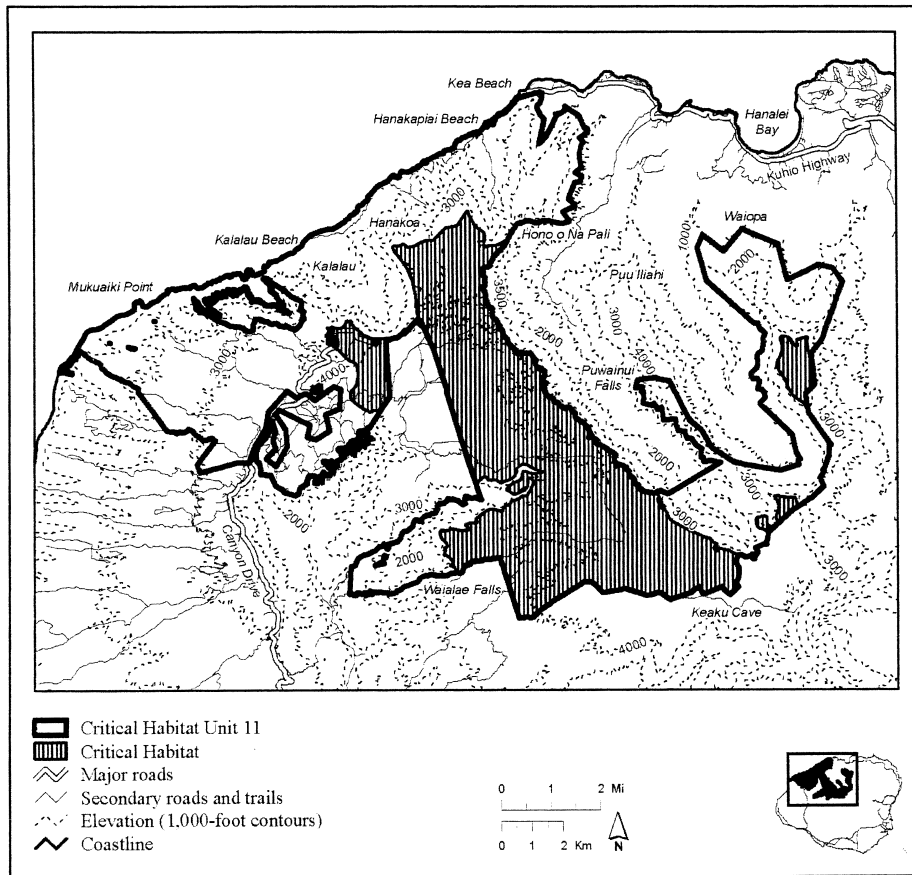 Kea Beach
Hanakapiai Beach
Hanalei
Bay
Kuhio Highway
3000
Hanakoa
Waiopa
Kalalau Beach
Hono o Na Pali
1000
2000
Kalalau
Puu Iliahi
Mukuaiki Point
3500
3000
2000
3000
4000
4000
Puwainui
Falls
3000
2000
3000
3000
2000
3000
2000
Canyon Drive
Waialae Falls
3000
Keaku Cave
4000
Critical Habitat Unit 11
Critical Habitat
Major roads
Secondary roads and trails
Elevation (1,000-foot contours)
Coastline
0 1 2 Mi
0 1 2 Km
N